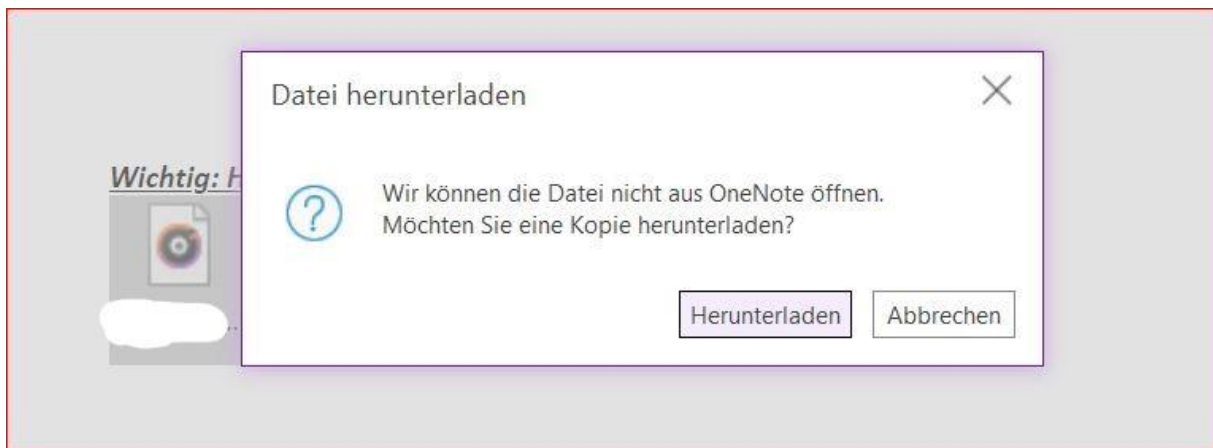 Datei herunterladen
Wichtig: H
Wir können die Datei nicht aus OneNote öffnen.
Möchten Sie eine Kopie herunterladen?
Herunterladen Abbrechen
..